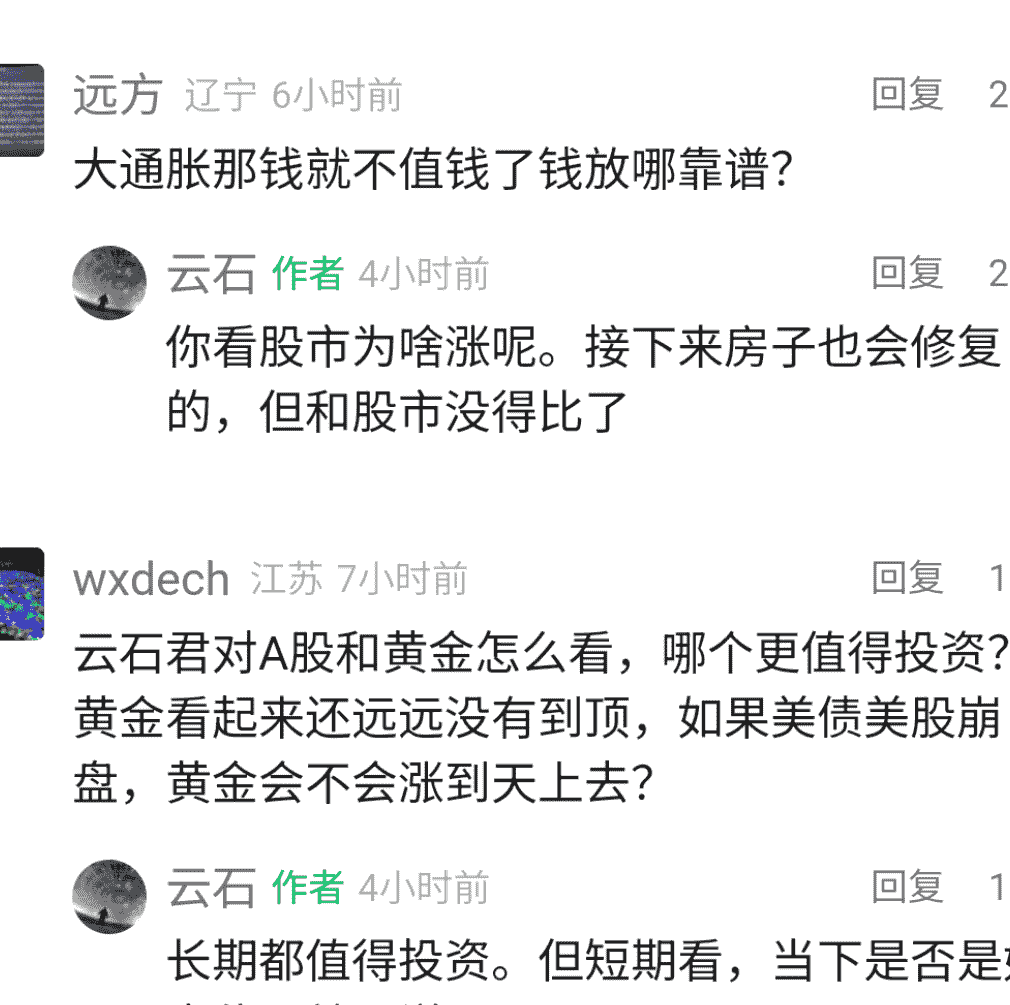 远方 辽宁 6小时前 回复 2
大通胀那钱就不值钱了钱放哪靠谱？
云石 作者 4小时前 回复 2
你看股市为啥涨呢。接下来房子也会修复
的，但和股市没得比了
wxdech 江苏 7小时前 回复 1
云石君对A股和黄金怎么看，哪个更值得投资？
黄金看起来还远远没有到顶，如果美债美股崩
盘，黄金会不会涨到天上去？
云石 作者 4小时前 回复 1
长期都值得投资。但短期看，当下是否是